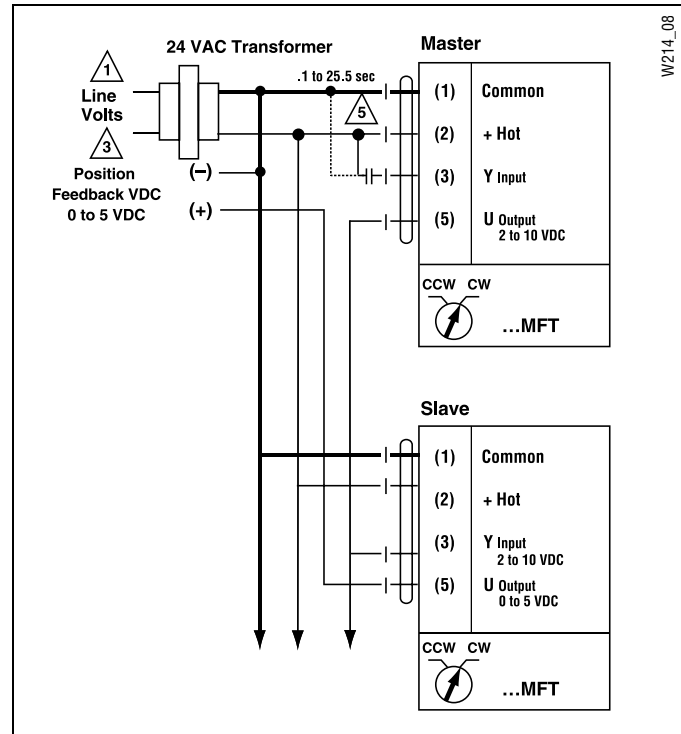 W214_08
24 VAC Transformer
Master
1
Line
Volts
3
Position
Feedback VDC
0 to 5 VDC
(–)
(+)
.1 to 25.5 sec
5
(1) Common
(2) + Hot
(3) Y Input
(5) U Output
2 to 10 VDC
CCW CW
...MFT
Slave
(1) Common
(2) + Hot
(3) Y Input
2 to 10 VDC
(5) U Output
0 to 5 VDC
CCW CW
...MFT